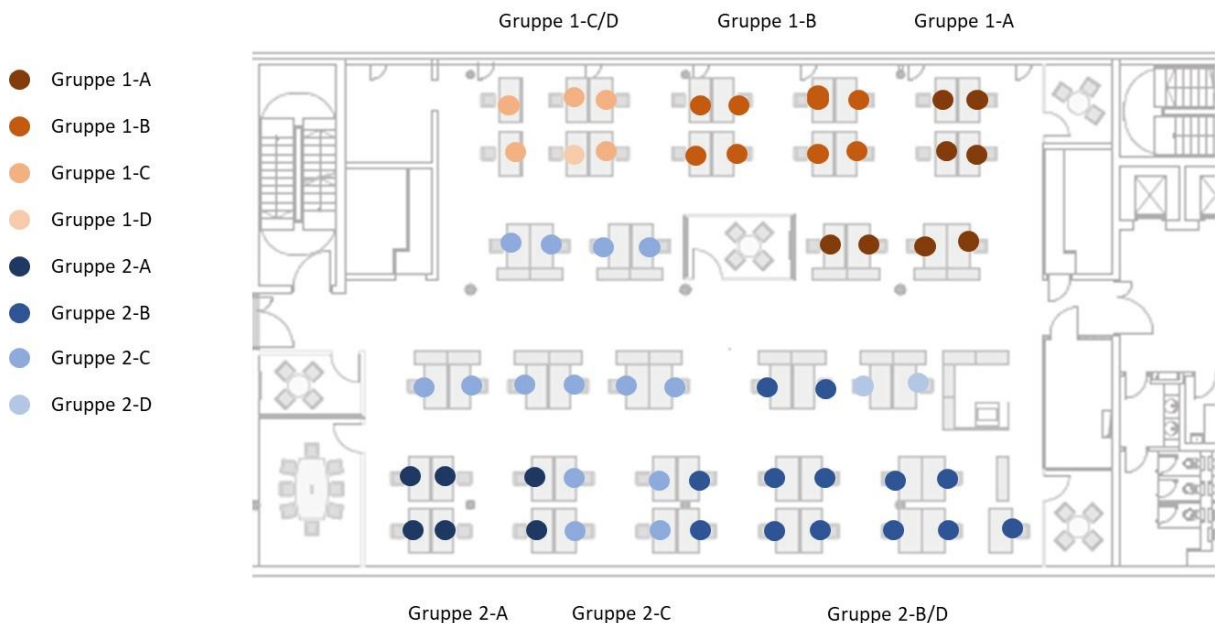 Gruppe 1-C/D
Gruppe 1-B
Gruppe 1-A
Gruppe 1-A
Gruppe 1-B
Gruppe 1-C
Gruppe 1-D
Gruppe 2-A
Gruppe 2-B
Gruppe 2-C
Gruppe 2-D
Gruppe 2-A
Gruppe 2-C
Gruppe 2-B/D